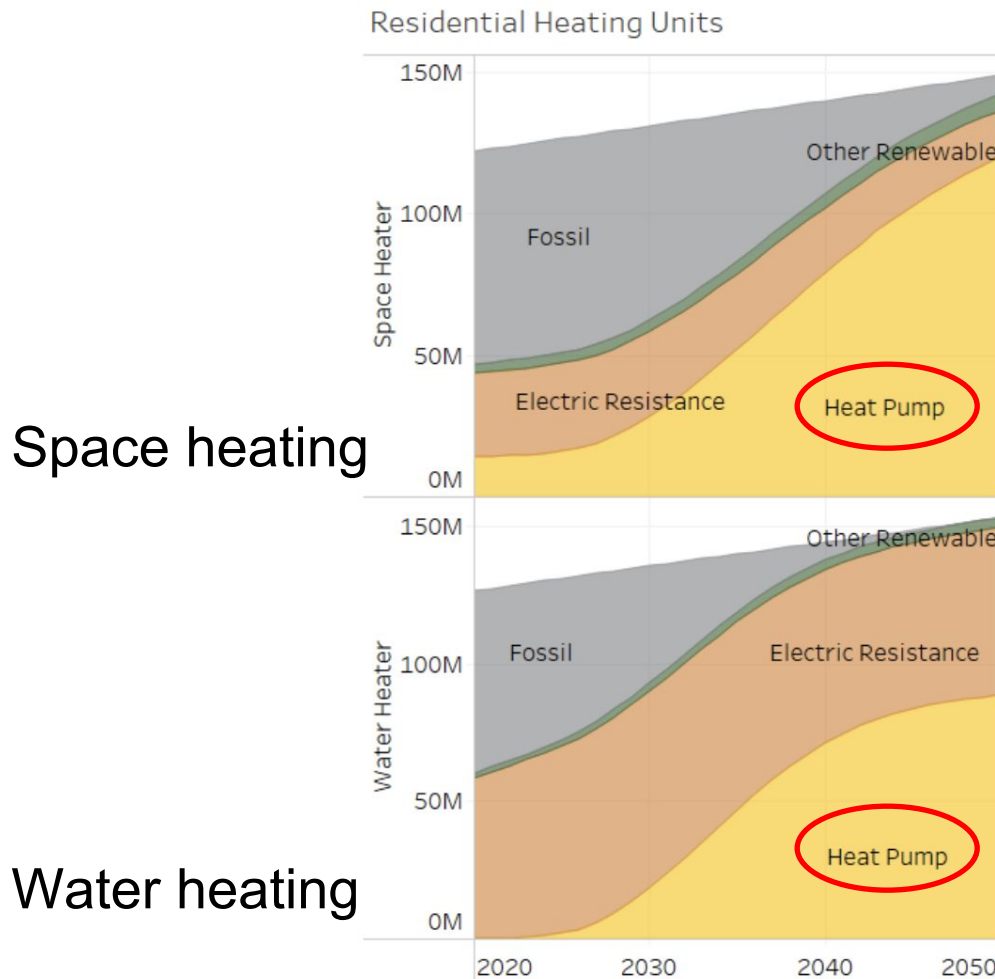 Residential Heating Units
150M
Other Renewable
100M
Space Heater
Fossil
50M
Electric Resistance
Heat Pump
Space heating
0M
150M
Other Renewable
Fossil
Electric Resistance
100M
Water Heater
50M
Heat Pump
Water heating
0M
2020 2030 2040 2050